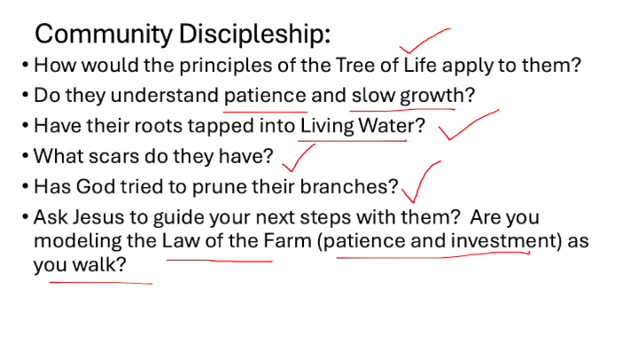 Community Discipleship:
• How would the principles of the Tree of Life apply to them?
• Do they understand patience and slow growth?
• Have their roots tapped into Living Water?
• What scars do they have?
• Has God tried to prune their branches?
• Ask Jesus to guide your next steps with them?  Are you
modeling the Law of the Farm (patience and investment) as
you walk?